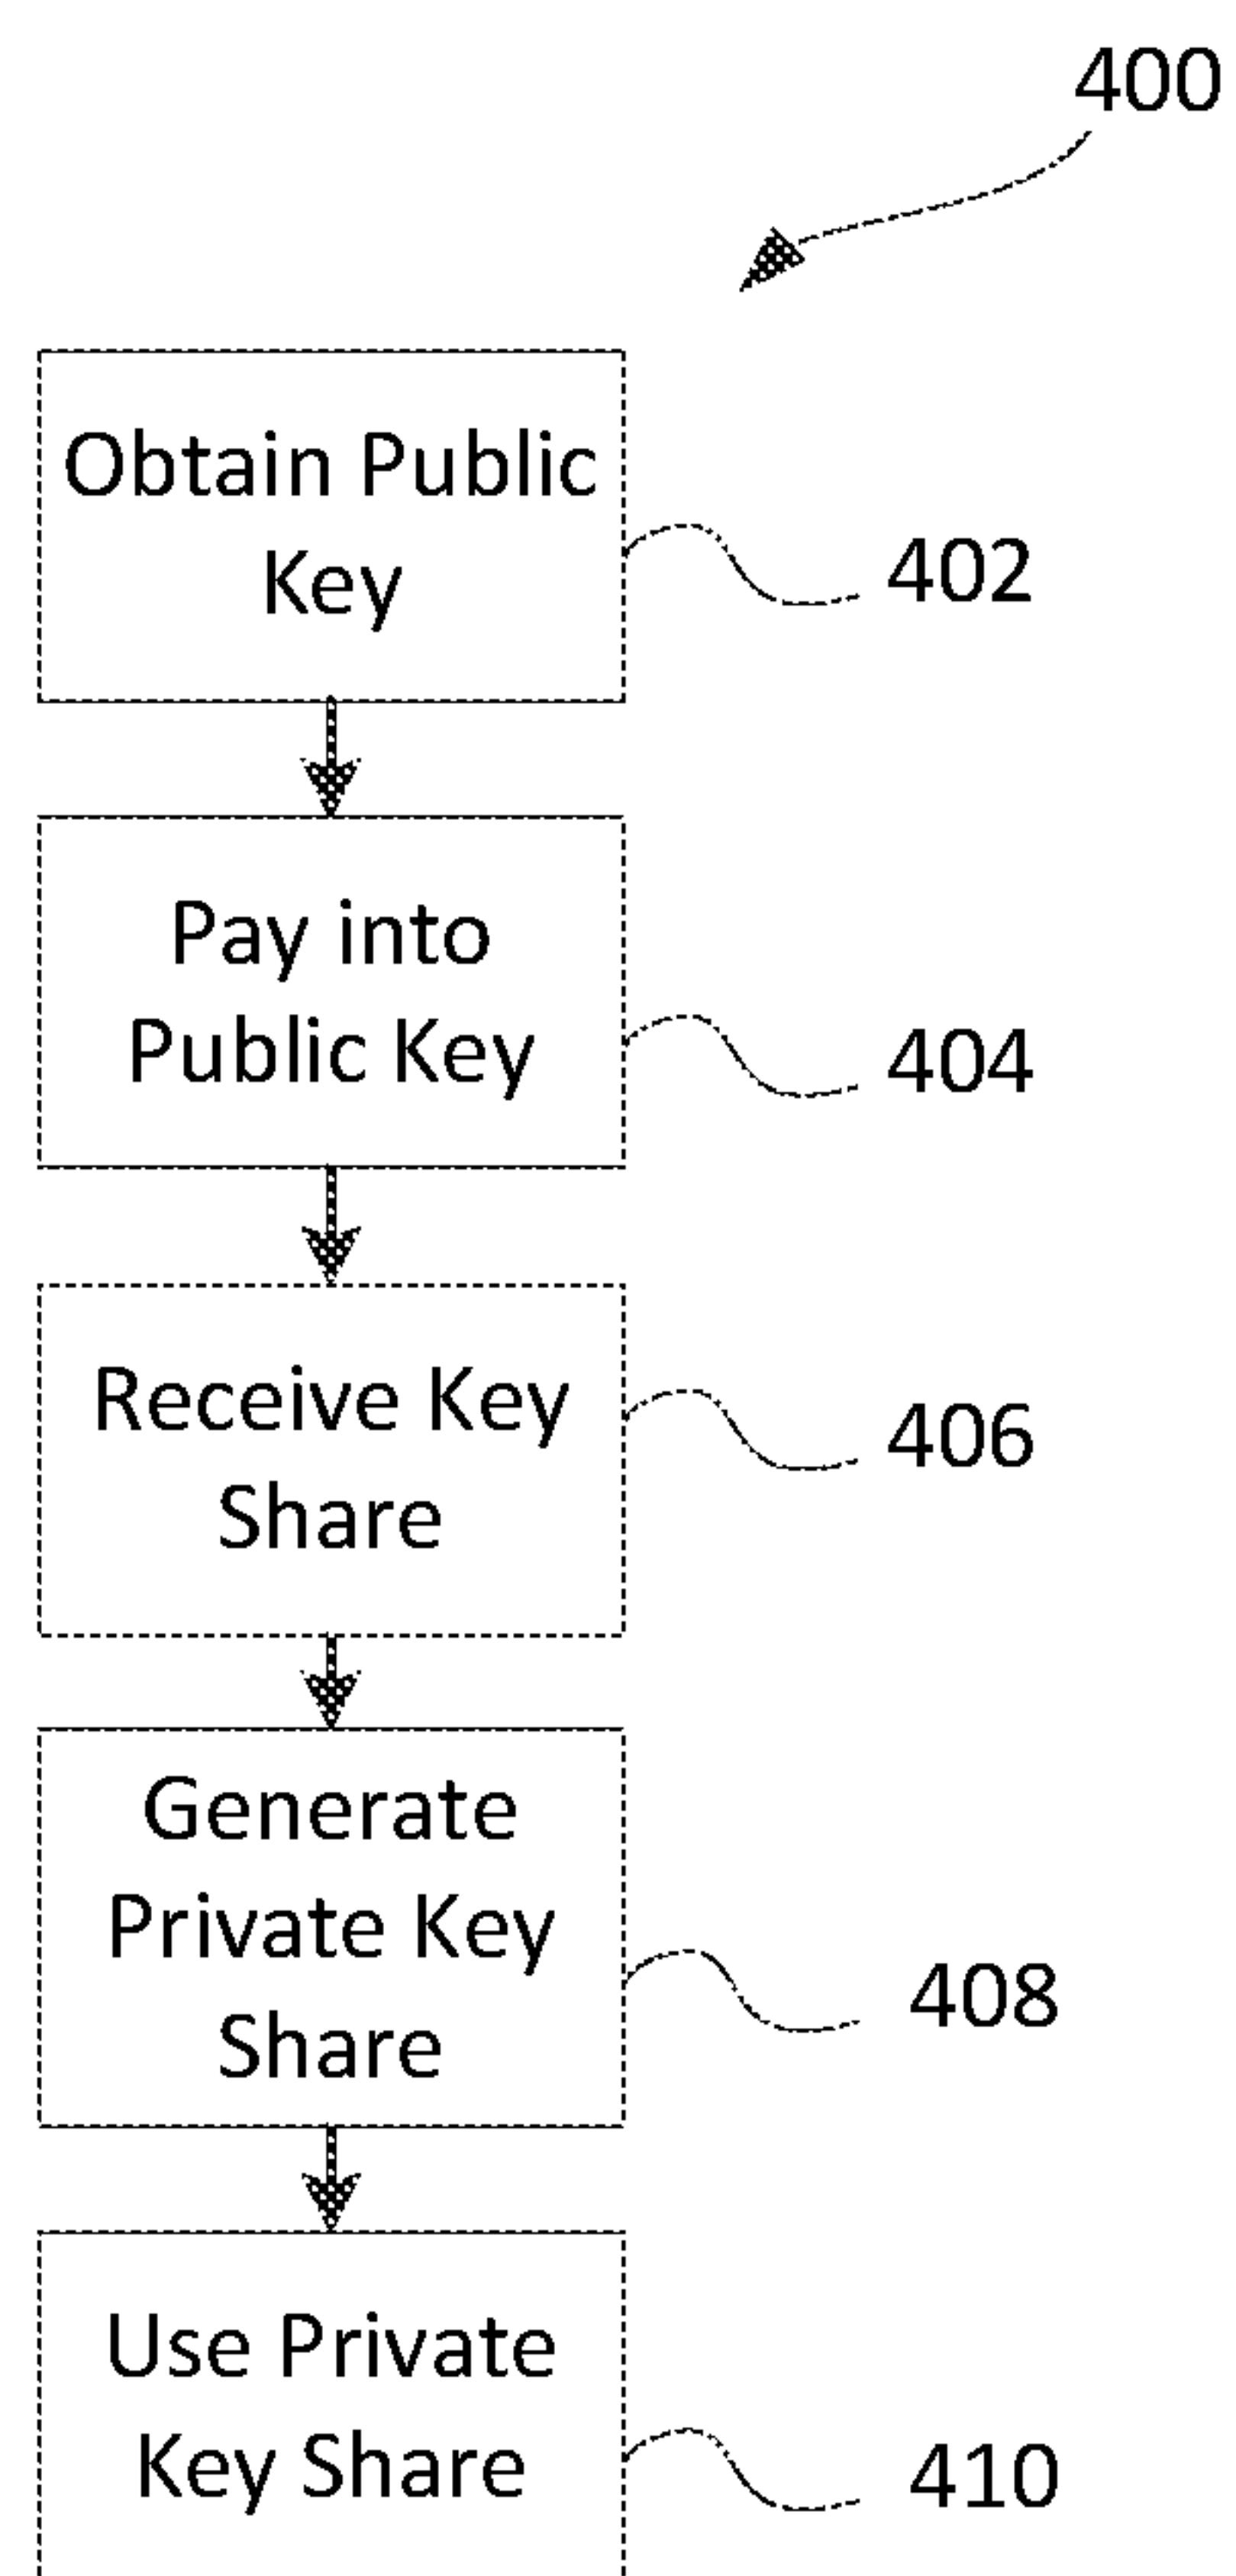 400
Obtain Public
Key
402
Pay into
Public Key
404
Receive Key
Share
406
Generate
Private Key
Share
408
Use Private
Key Share
410